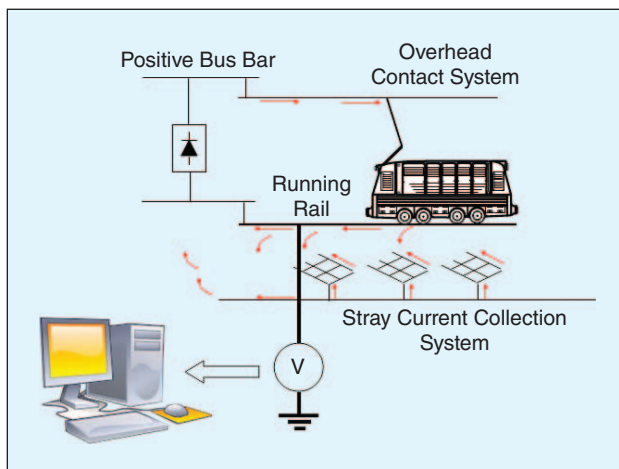 Positive Bus Bar
Overhead
Contact System
Running
Rail
Stray Current Collection
System
V